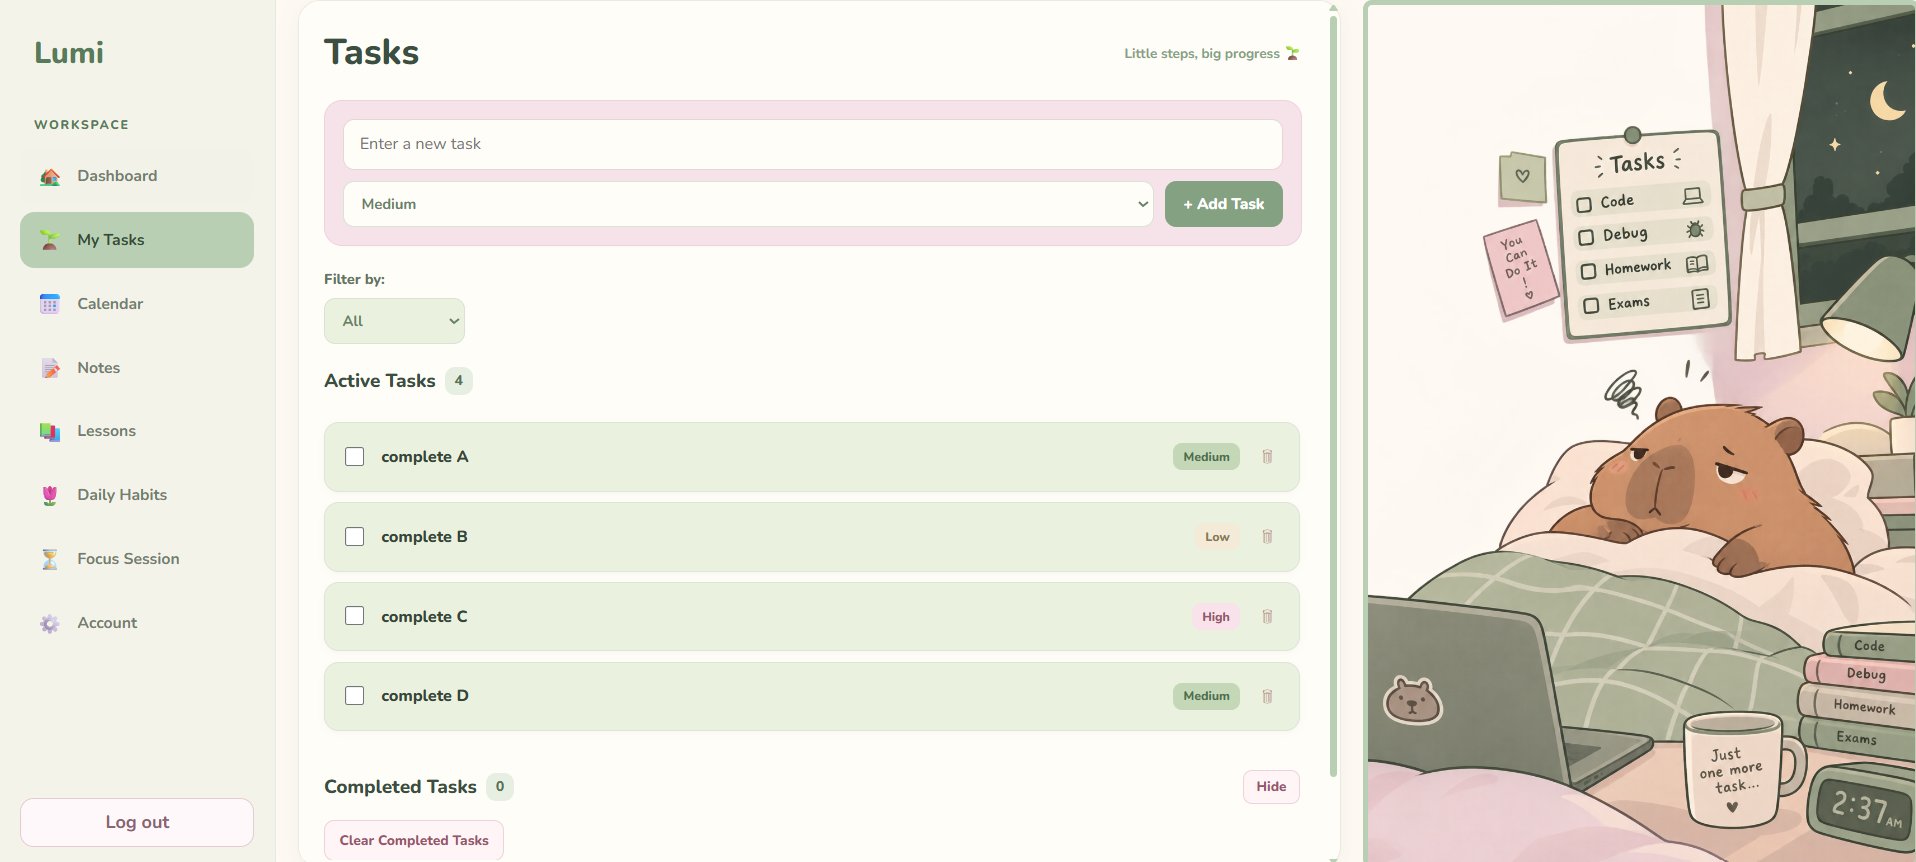 Lumi
WORKSPACE
Dashboard
My Tasks
Calendar
Notes
Lessons
Daily Habits
Focus Session
Account
Log out
Tasks
Little steps, big progress 🌱
Enter a new task
Medium
+ Add Task
Filter by:
All
Active Tasks 4
complete A Medium
complete B Low
complete C High
complete D Medium
Completed Tasks 0
Hide
Clear Completed Tasks
Tasks
Code
Debug
Homework
Exams
You
Can
Do It
!
Code
Debug
Homework
Exams
Just
one more
task...
2:37 AM